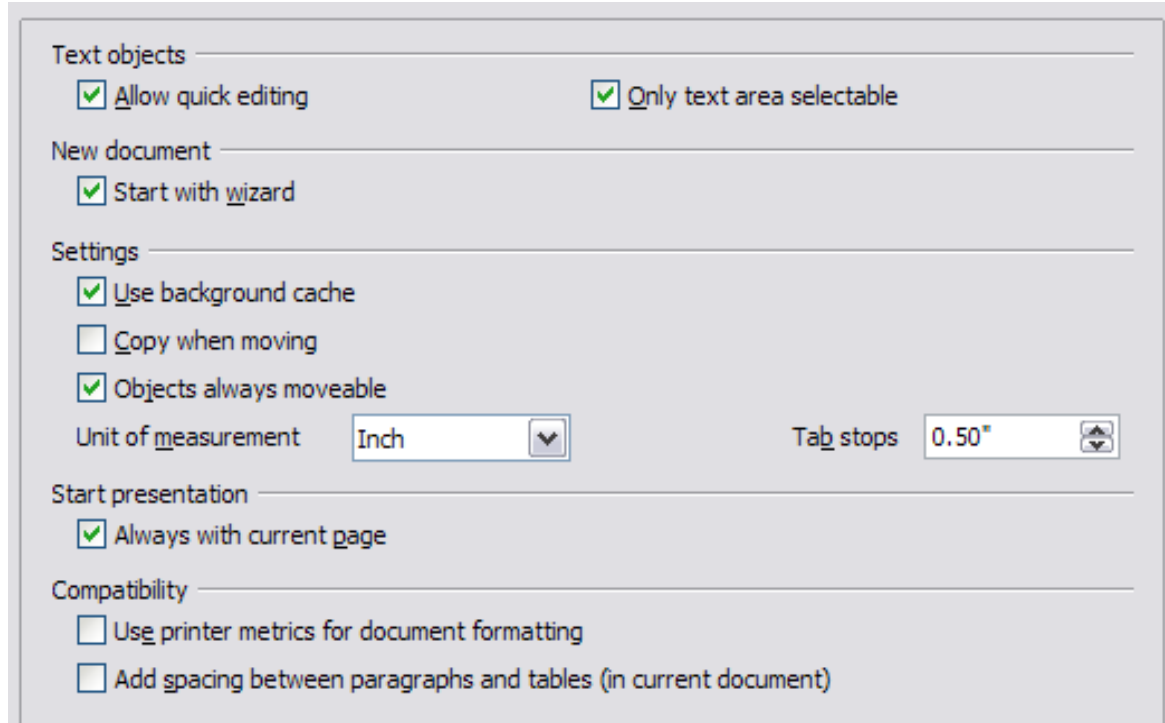 Text objects
Allow quick editing Only text area selectable
New document
Start with wizard
Settings
Use background cache
Copy when moving
Objects always moveable
Unit of measurement Inch Tab stops 0.50"
Start presentation
Always with current page
Compatibility
Use printer metrics for document formatting
Add spacing between paragraphs and tables (in current document)